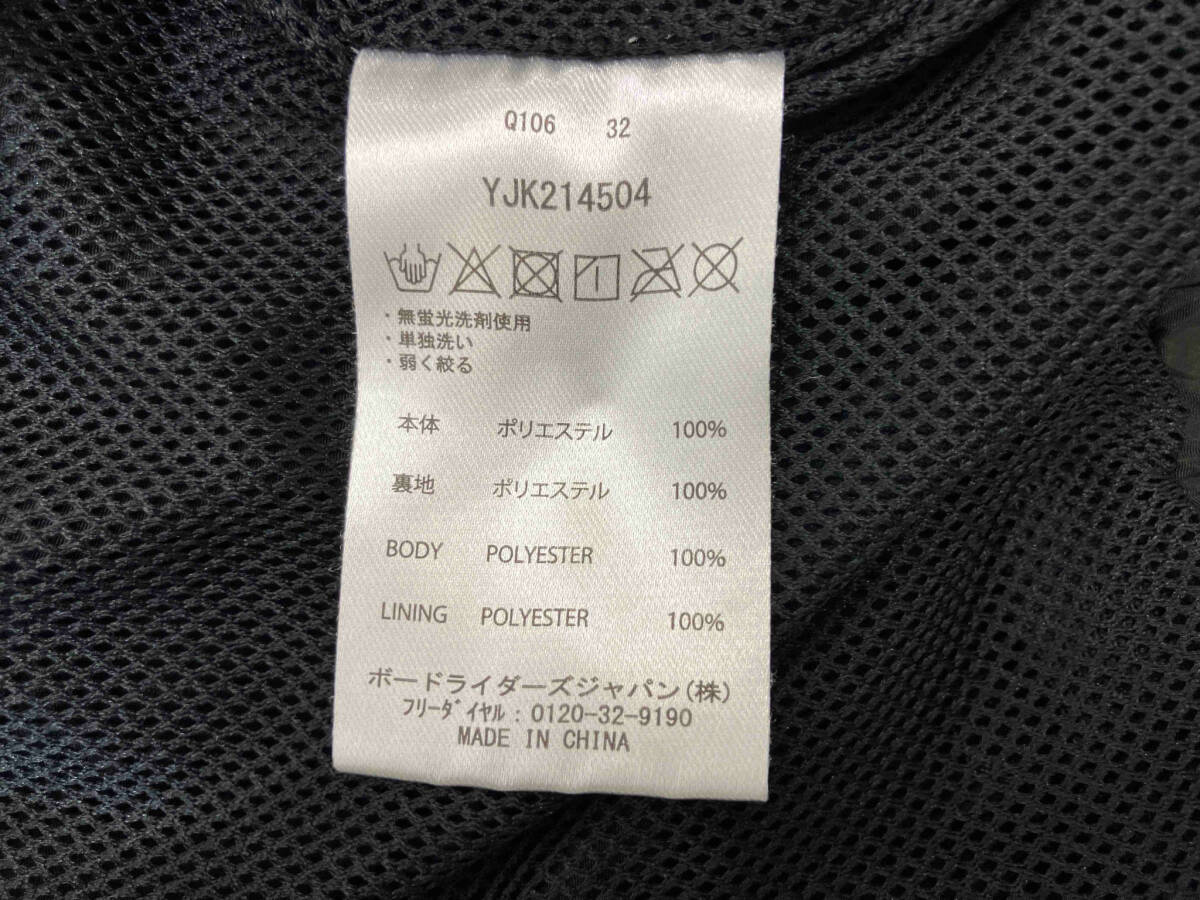 Q106 32
YJK214504
・無蛍光洗剤使用
・単独洗い
・弱く絞る
本体 ポリエステル 100%
裏地 ポリエステル 100%
BODY POLYESTER 100%
LINING POLYESTER 100%
ボードライダーズジャパン(株)
ﾌﾘｰﾀﾞｲﾔﾙ:0120-32-9190
MADE IN CHINA